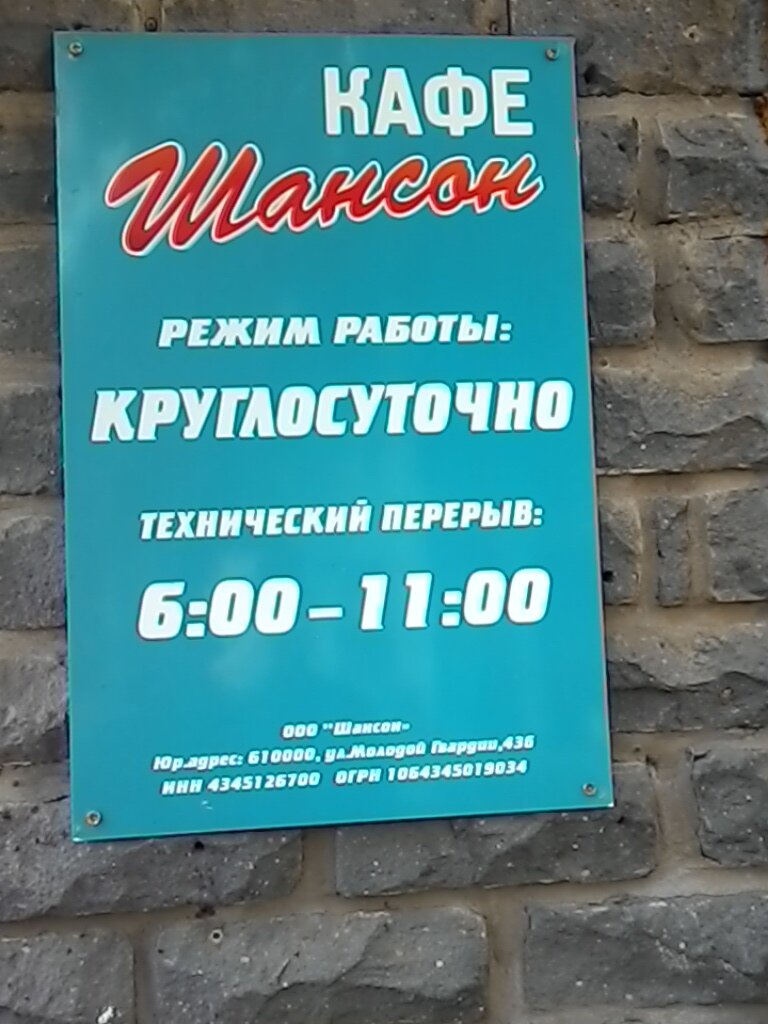 КАФЕ
Шансон
РЕЖИМ РАБОТЫ:
КРУГЛОСУТОЧНО
ТЕХНИЧЕСКИЙ ПЕРЕРЫВ:
6:00 – 11:00
ООО "Шансон"
Юр.адрес: 610000, ул.Молодой Гвардии,43б
ИНН 4345126700 ОГРН 1064345019034